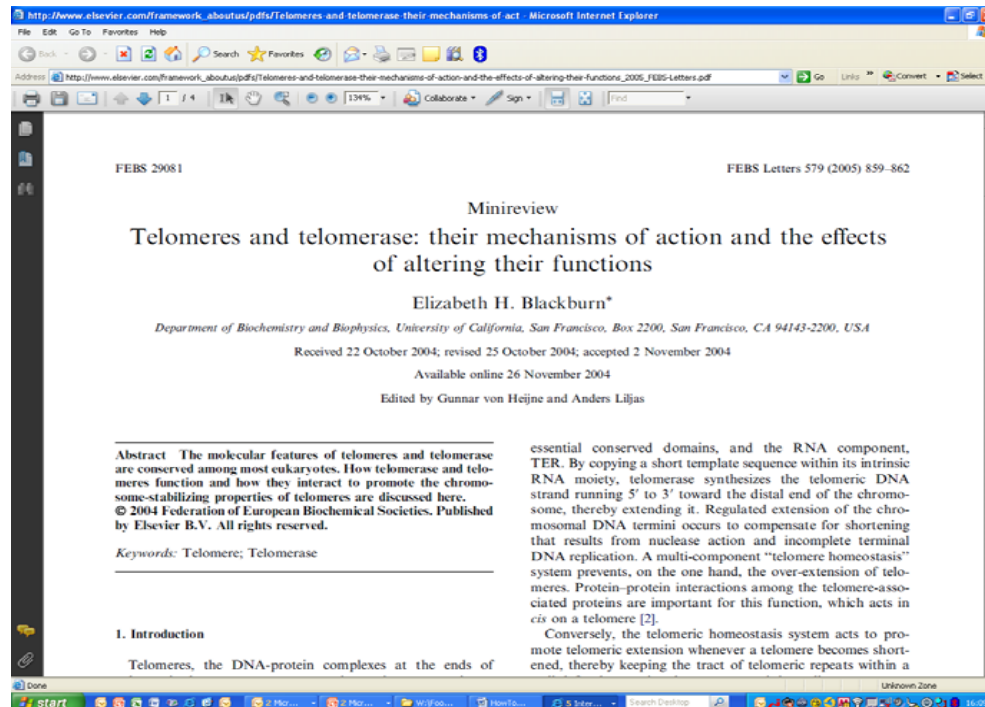 http://www.elsevier.com/framework_aboutus/pdfs/Telomeres-and-telomerase-their-mechanisms-of-act - Microsoft Internet Explorer
File Edit Go To Favorites Help
Back Search Favorites
Address http://www.elsevier.com/framework_aboutus/pdfs/Telomeres-and-telomerase-their-mechanisms-of-action-and-the-effects-of-altering-their-functions_2005_FEBS-Letters.pdf Go Links » Convert Select
1 / 4 134% Collaborate Sign Find
FEBS 29081 FEBS Letters 579 (2005) 859–862
Minireview
Telomeres and telomerase: their mechanisms of action and the effects
of altering their functions
Elizabeth H. Blackburn*
Department of Biochemistry and Biophysics, University of California, San Francisco, Box 2200, San Francisco, CA 94143-2200, USA
Received 22 October 2004; revised 25 October 2004; accepted 2 November 2004
Available online 26 November 2004
Edited by Gunnar von Heijne and Anders Liljas
Abstract The molecular features of telomeres and telomerase
are conserved among most eukaryotes. How telomerase and telo-
meres function and how they interact to promote the chromo-
some-stabilizing properties of telomeres are discussed here.
© 2004 Federation of European Biochemical Societies. Published
by Elsevier B.V. All rights reserved.
Keywords: Telomere; Telomerase
1. Introduction
Telomeres, the DNA-protein complexes at the ends of
essential conserved domains, and the RNA component,
TER. By copying a short template sequence within its intrinsic
RNA moiety, telomerase synthesizes the telomeric DNA
strand running 5′ to 3′ toward the distal end of the chromo-
some, thereby extending it. Regulated extension of the chro-
mosomal DNA termini occurs to compensate for shortening
that results from nuclease action and incomplete terminal
DNA replication. A multi-component “telomere homeostasis”
system prevents, on the one hand, the over-extension of telo-
meres. Protein–protein interactions among the telomere-asso-
ciated proteins are important for this function, which acts in
cis on a telomere [2].
Conversely, the telomeric homeostasis system acts to pro-
mote telomeric extension whenever a telomere becomes short-
ened, thereby keeping the tract of telomeric repeats within a
Done Unknown Zone
start 2 Micr... 2 Micr... W:\Foo... HowTo... 5 Inter... Search Desktop